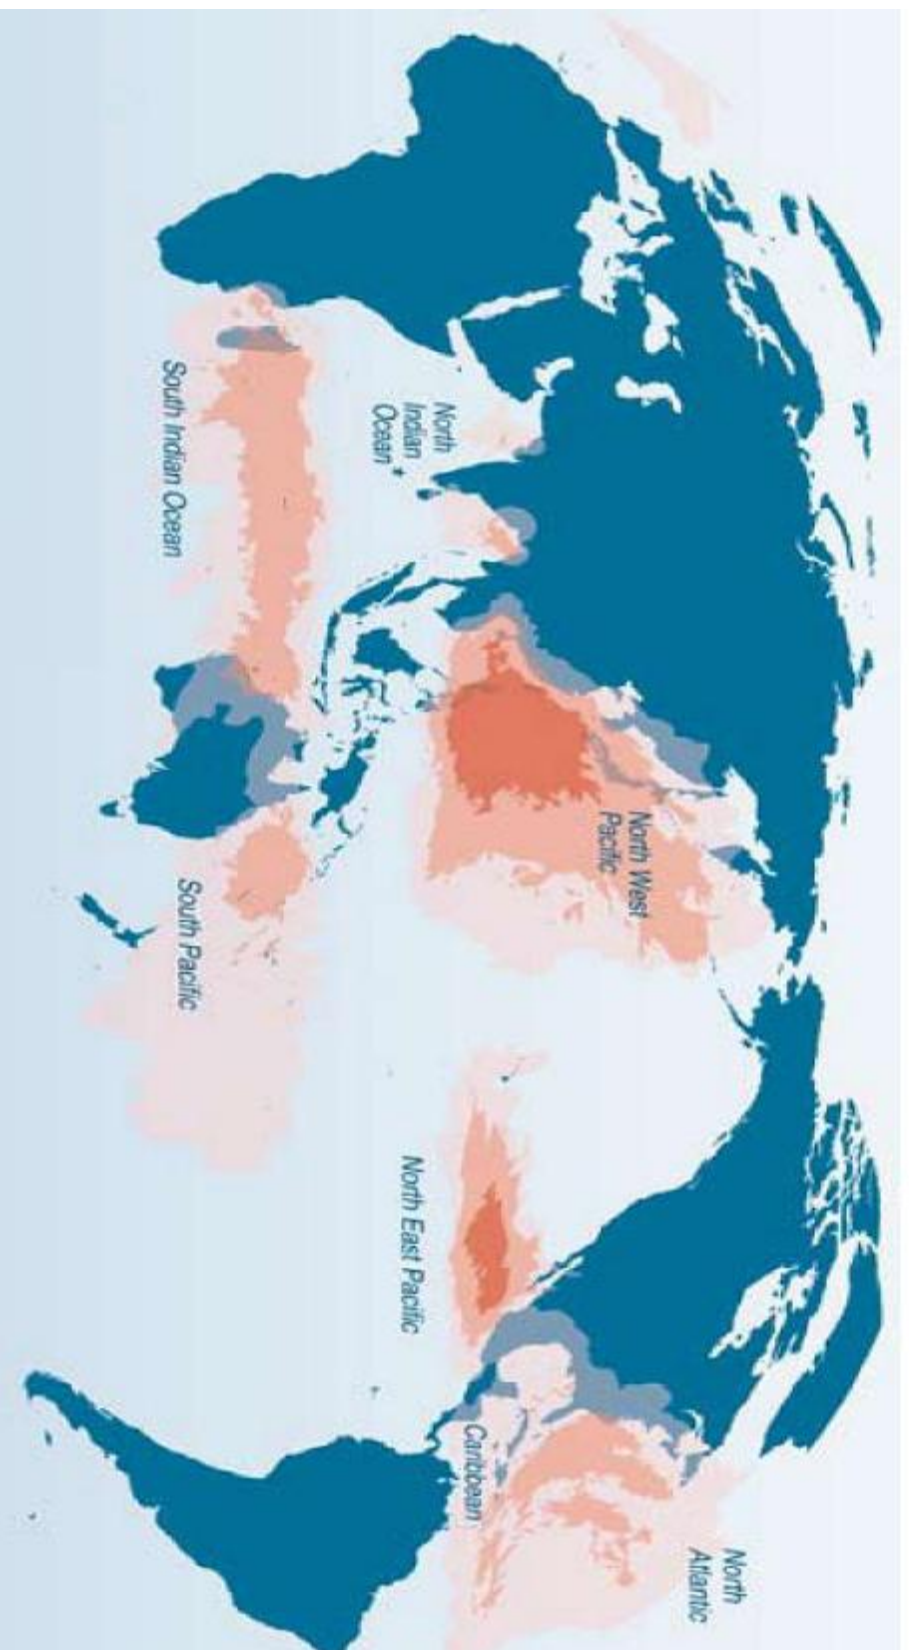 North
Atlantic
North West
Pacific
North
Indian
Ocean*
Caribbean
North East Pacific
South Pacific
South Indian Ocean